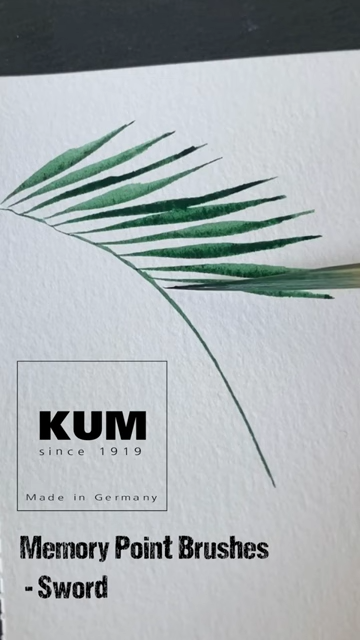 KUM
since 1919
Made in Germany
Memory Point Brushes
- Sword